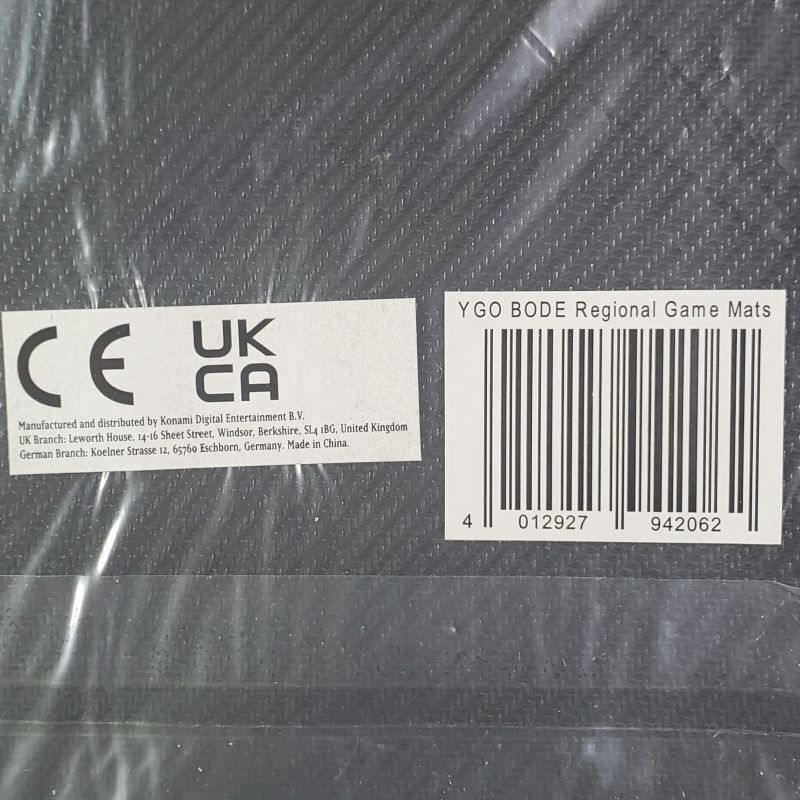 CE
UK
CA
Manufactured and distributed by Konami Digital Entertainment B.V.
UK Branch: Leworth House, 14-16 Sheet Street, Windsor, Berkshire, SL4 1BG, United Kingdom
German Branch: Koelner Strasse 12, 65760 Eschborn, Germany. Made in China.
YGO BODE Regional Game Mats
4 012927 942062